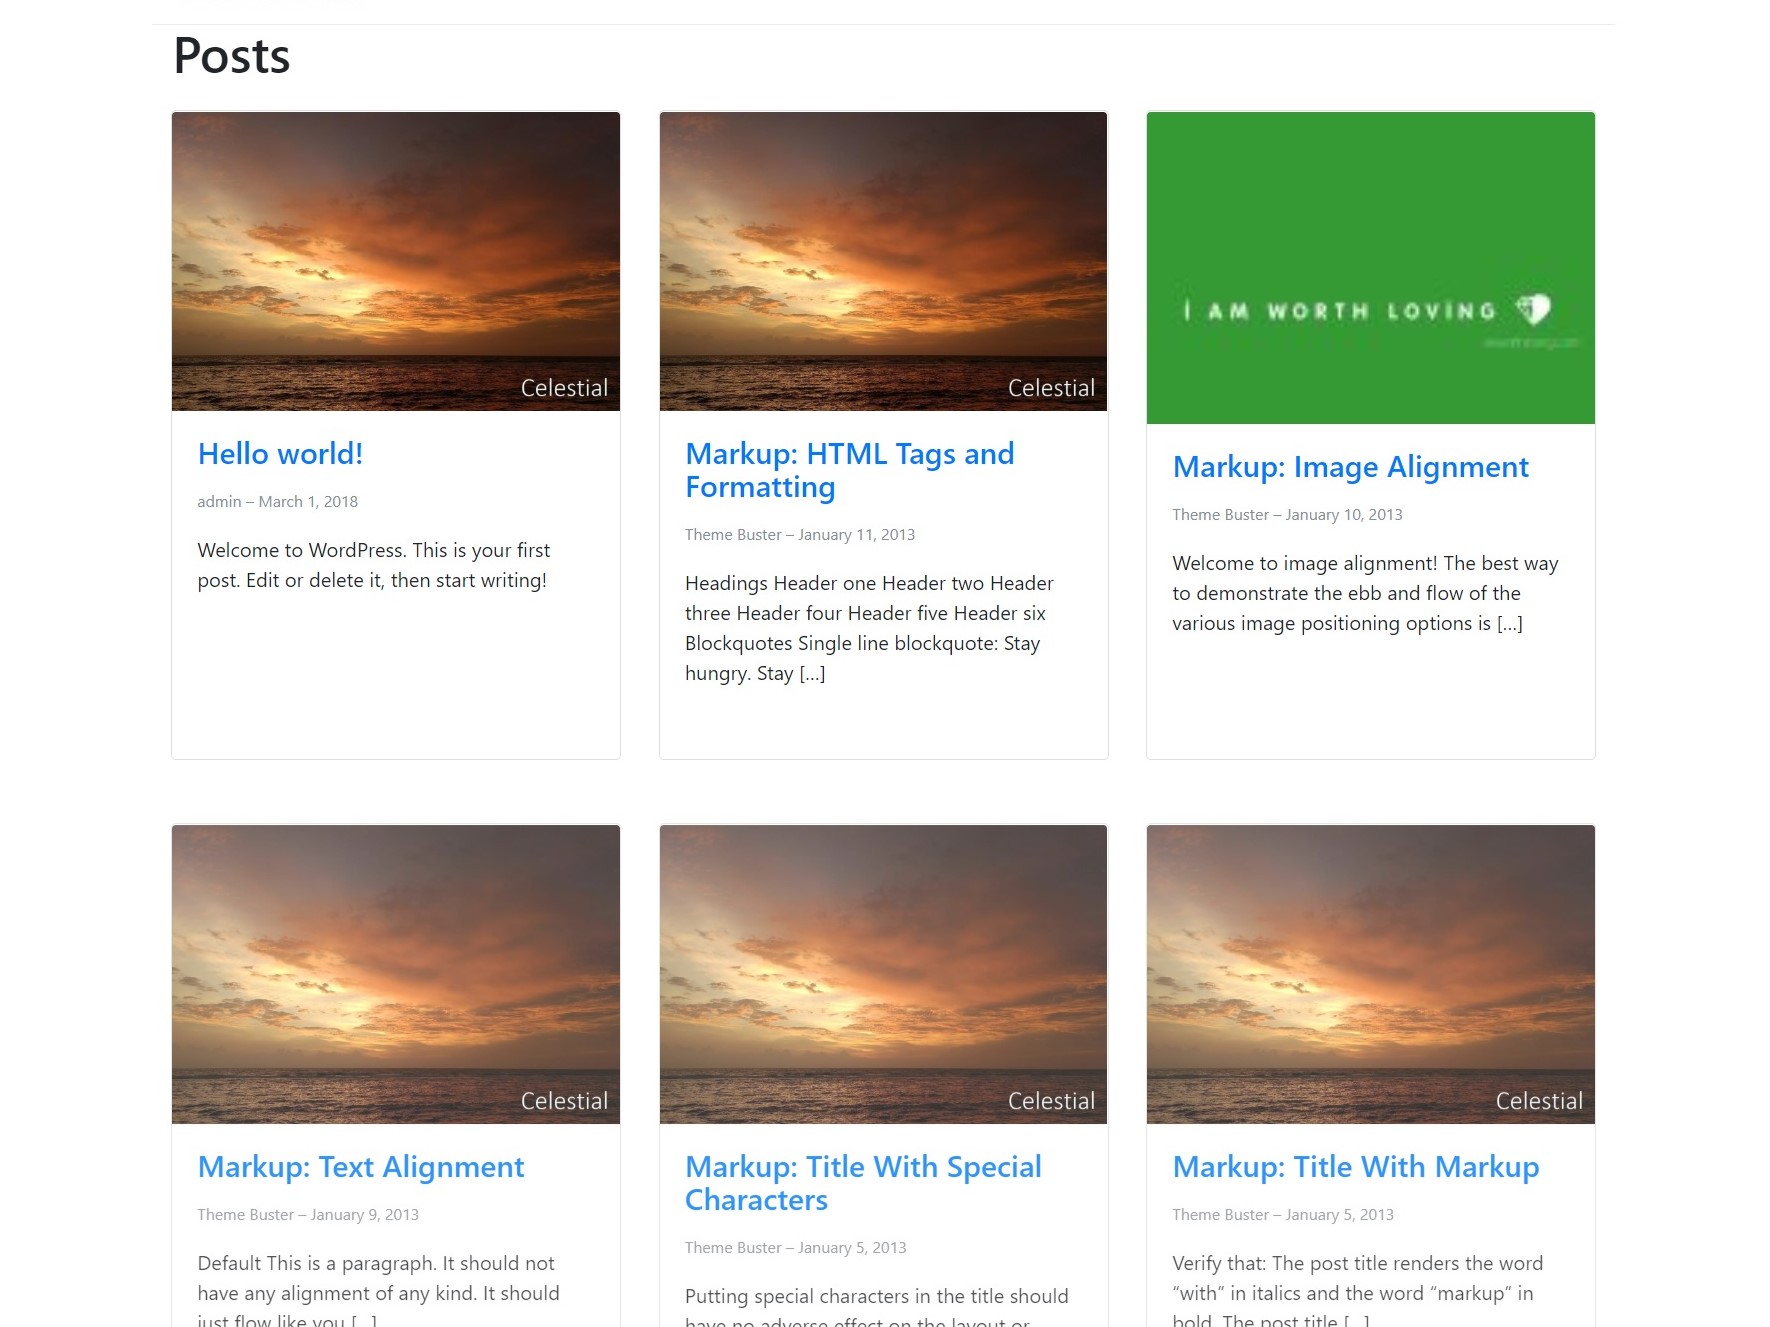 Posts
Celestial
Hello world!
admin – March 1, 2018
Welcome to WordPress. This is your first
post. Edit or delete it, then start writing!
Celestial
Markup: HTML Tags and
Formatting
Theme Buster – January 11, 2013
Headings Header one Header two Header
three Header four Header five Header six
Blockquotes Single line blockquote: Stay
hungry. Stay […]
I AM WORTH LOVING
Markup: Image Alignment
Theme Buster – January 10, 2013
Welcome to image alignment! The best way
to demonstrate the ebb and flow of the
various image positioning options is […]
Celestial
Markup: Text Alignment
Theme Buster – January 9, 2013
Default This is a paragraph. It should not
have any alignment of any kind. It should
just flow like you […]
Celestial
Markup: Title With Special
Characters
Theme Buster – January 5, 2013
Putting special characters in the title should
have no adverse effect on the layout or
Celestial
Markup: Title With Markup
Theme Buster – January 5, 2013
Verify that: The post title renders the word
“with” in italics and the word “markup” in
bold. The post title […]